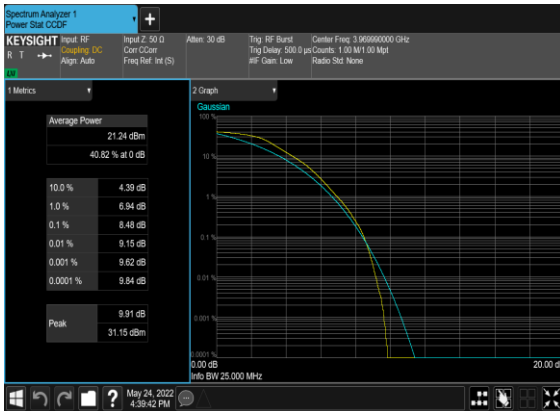 Spectrum Analyzer 1
Power Stat CCDF
+
KEYSIGHT
R T
LXI
Input: RF
Coupling: DC
Align: Auto
Input Z: 50 Ω
Corr CCorr
Freq Ref: Int (S)
Atten: 30 dB
Trig: RF Burst
Trig Delay: 500.0 µs
#IF Gain: Low
Center Freq: 3.969990000 GHz
Counts: 1.00 M/1.00 Mpt
Radio Std: None
1 Metrics
Average Power
21.24 dBm
40.82 % at 0 dB
10.0 % 4.39 dB
1.0 % 6.94 dB
0.1 % 8.48 dB
0.01 % 9.15 dB
0.001 % 9.62 dB
0.0001 % 9.84 dB
Peak
9.91 dB
31.15 dBm
2 Graph
Gaussian
100 %
10 %
1 %
0.1 %
0.01 %
0.001 %
0.0001 %
0.00 dB
20.00 d
Info BW 25.000 MHz
?
May 24, 2022
4:39:42 PM